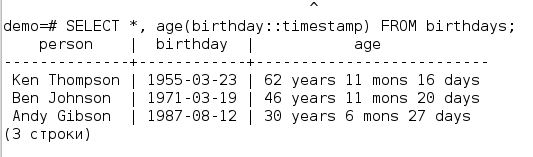 ^
demo=# SELECT *, age(birthday::timestamp) FROM birthdays;
person | birthday | age
--------------+------------+-------------------------
Ken Thompson | 1955-03-23 | 62 years 11 mons 16 days
Ben Johnson | 1971-03-19 | 46 years 11 mons 20 days
Andy Gibson | 1987-08-12 | 30 years 6 mons 27 days
(3 строки)